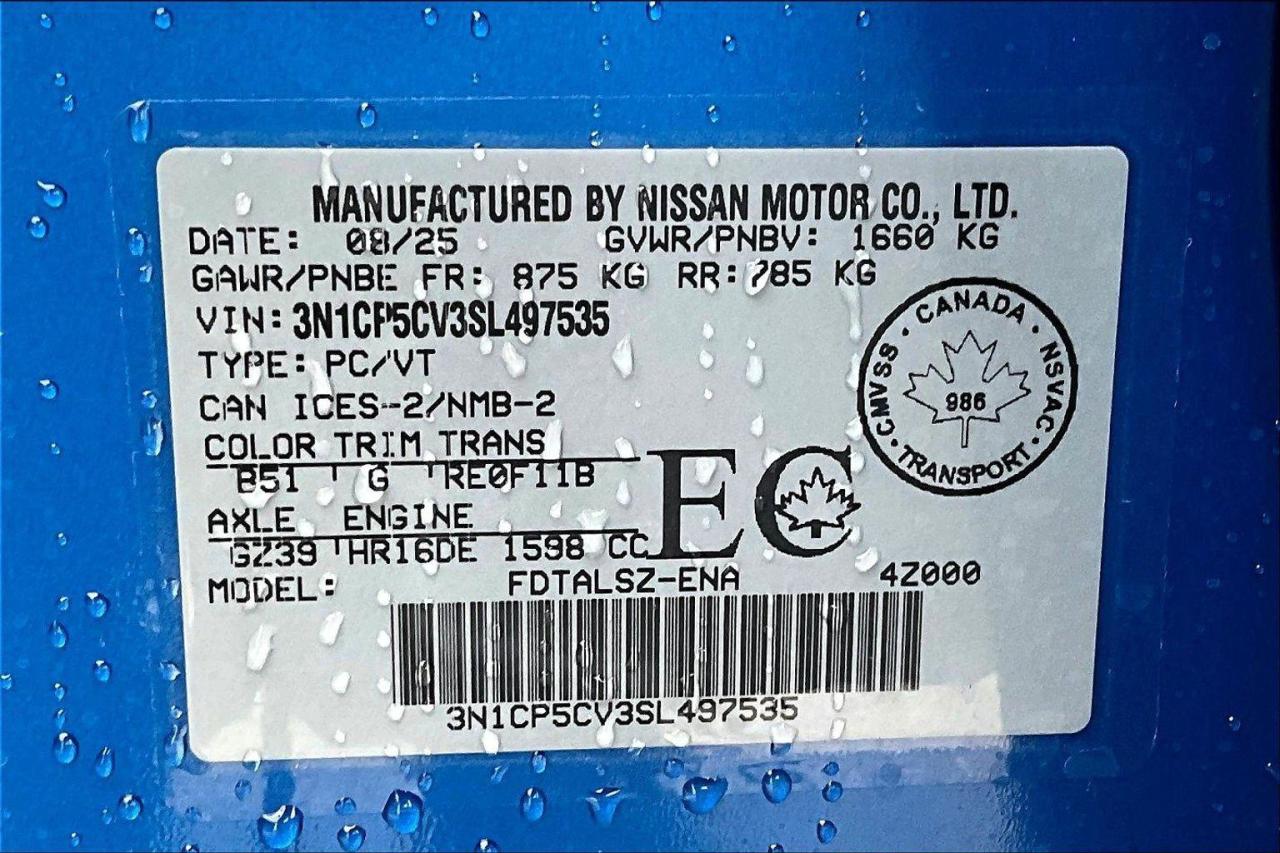 MANUFACTURED BY NISSAN MOTOR CO., LTD.
DATE: 08/25 GVWR/PNBV: 1660 KG
GAWR/PNBE FR: 875 KG RR: 785 KG
VIN: 3N1CP5CV3SL497535
TYPE: PC/VT
CAN ICES-2/NMB-2
COLOR TRIM TRANS
B51 G RE0F11B
AXLE ENGINE
GZ39 HR16DE 1598 CC
EC
CANADA
CMVSS
NSVAC
986
TRANSPORT
MODEL: FDTALSZ-ENA 4Z000
3N1CP5CV3SL497535